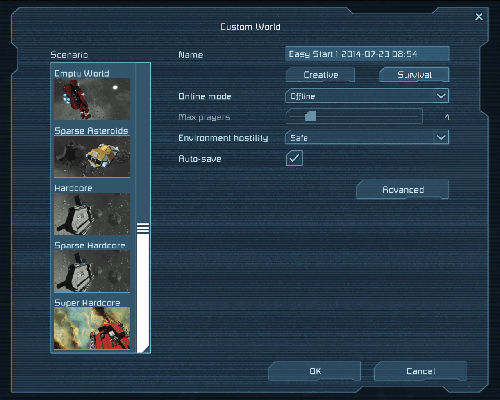 Custom World
Scenario
Empty World
Sparse Asteroids
Hardcore
Sparse Hardcore
Super Hardcore
Name
Easy Start 1 2014-07-23 08:54
Creative
Survival
Online mode
Offline
Max players
4
Environment hostility
Safe
Auto-save
Advanced
OK
Cancel